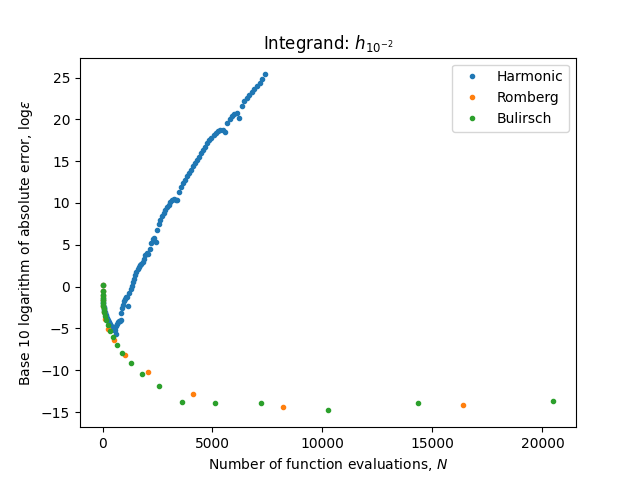 Integrand: h₁₀⁻²
Harmonic
Romberg
Bulirsch
Base 10 logarithm of absolute error, logε
25
20
15
10
5
0
−5
−10
−15
0
5000
10000
15000
20000
Number of function evaluations, N